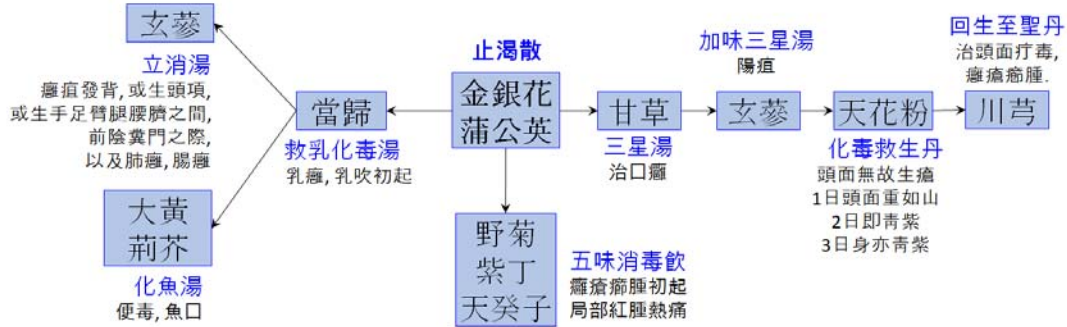 玄蔘
立消湯
癰疽發背, 或生頭項,
或生手足臂腿腰臍之間,
前陰糞門之際,
以及肺癰, 腸癰
當歸
救乳化毒湯
乳癰, 乳吹初起
大黃
荊芥
化魚湯
便毒, 魚口
止渴散
金銀花
蒲公英
野菊
紫丁
天癸子
五味消毒飮
癰瘡癤腫初起
局部紅腫熱痛
甘草
三星湯
治口癰
加味三星湯
陽疽
玄蔘
天花粉
化毒救生丹
頭面無故生瘡
1日頭面重如山
2日即靑紫
3日身亦靑紫
回生至聖丹
治頭面疔毒,
癰瘡癤腫.
川芎